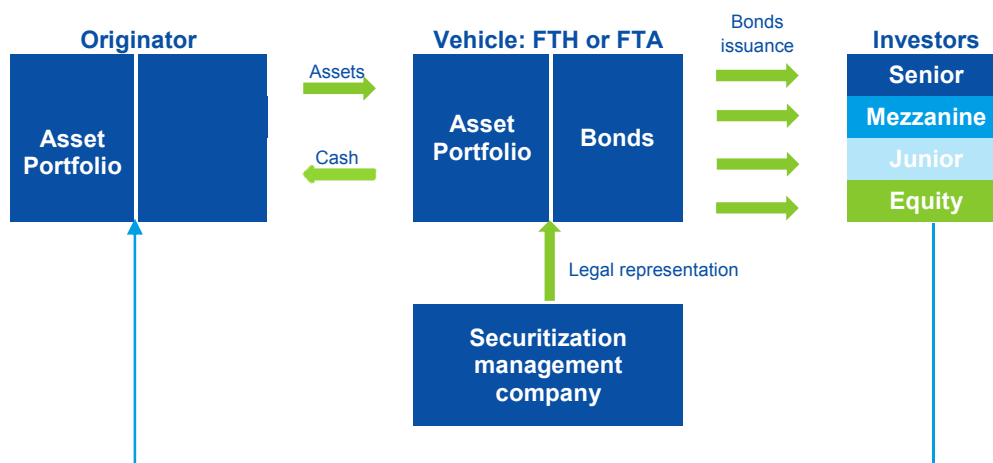 Originator
Asset
Portfolio
Assets
Cash
Vehicle: FTH or FTA
Asset
Portfolio
Bonds
Bonds
issuance
Investors
Senior
Mezzanine
Junior
Equity
Legal representation
Securitization
management
company